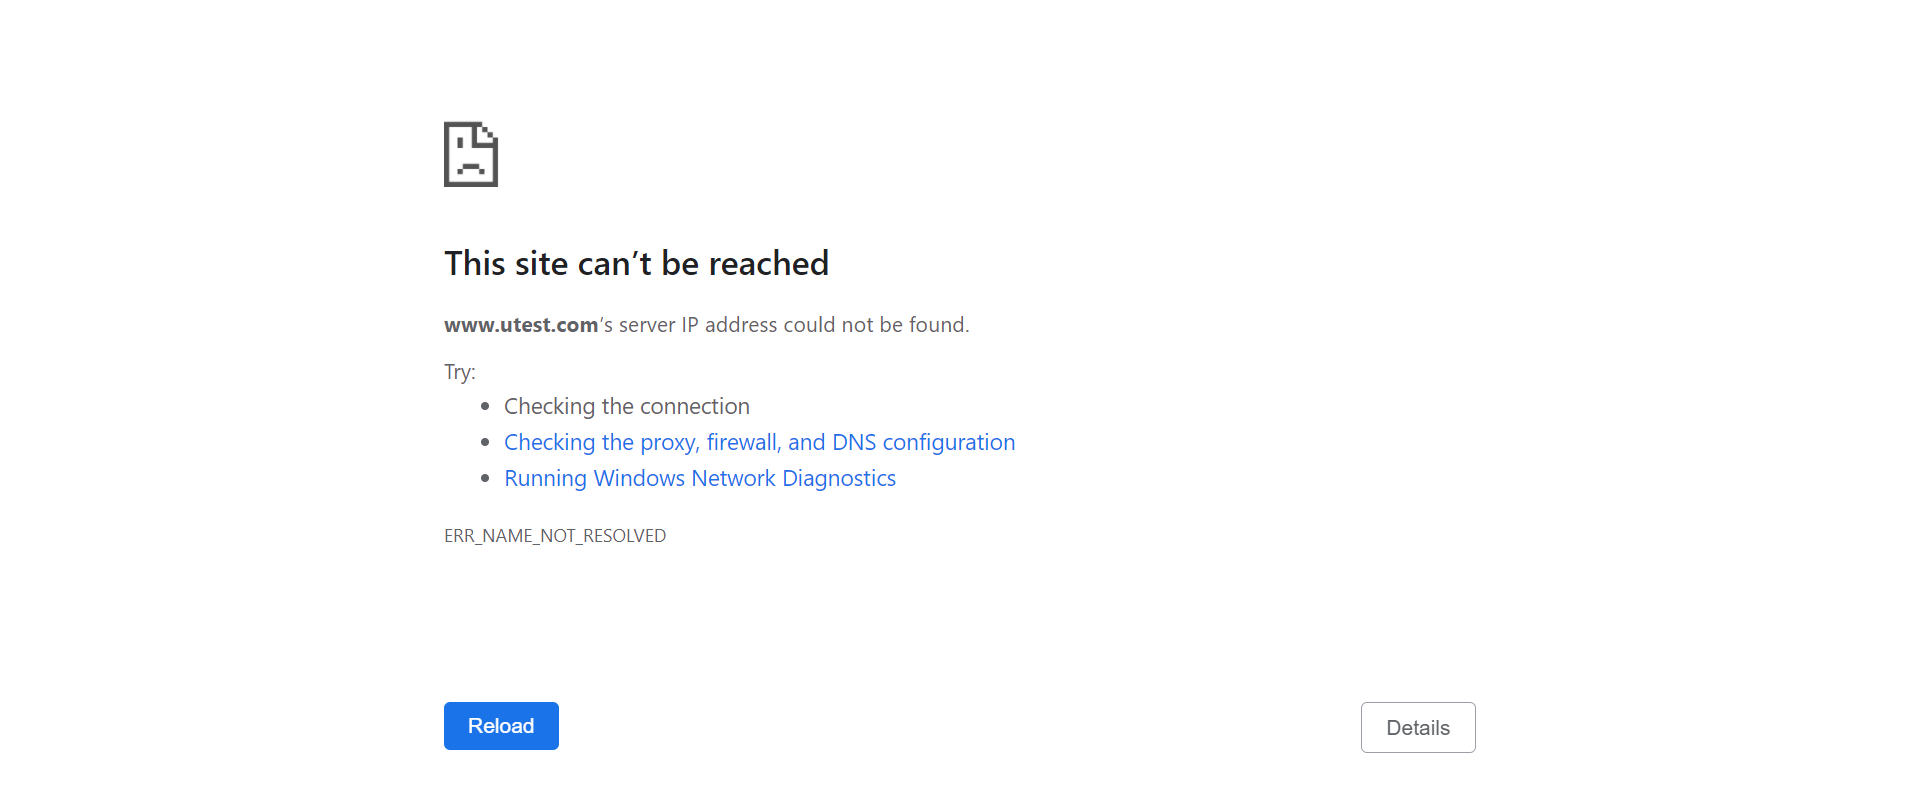 This site can’t be reached
www.utest.com’s server IP address could not be found.
Try:
• Checking the connection
• Checking the proxy, firewall, and DNS configuration
• Running Windows Network Diagnostics
ERR_NAME_NOT_RESOLVED
Reload
Details